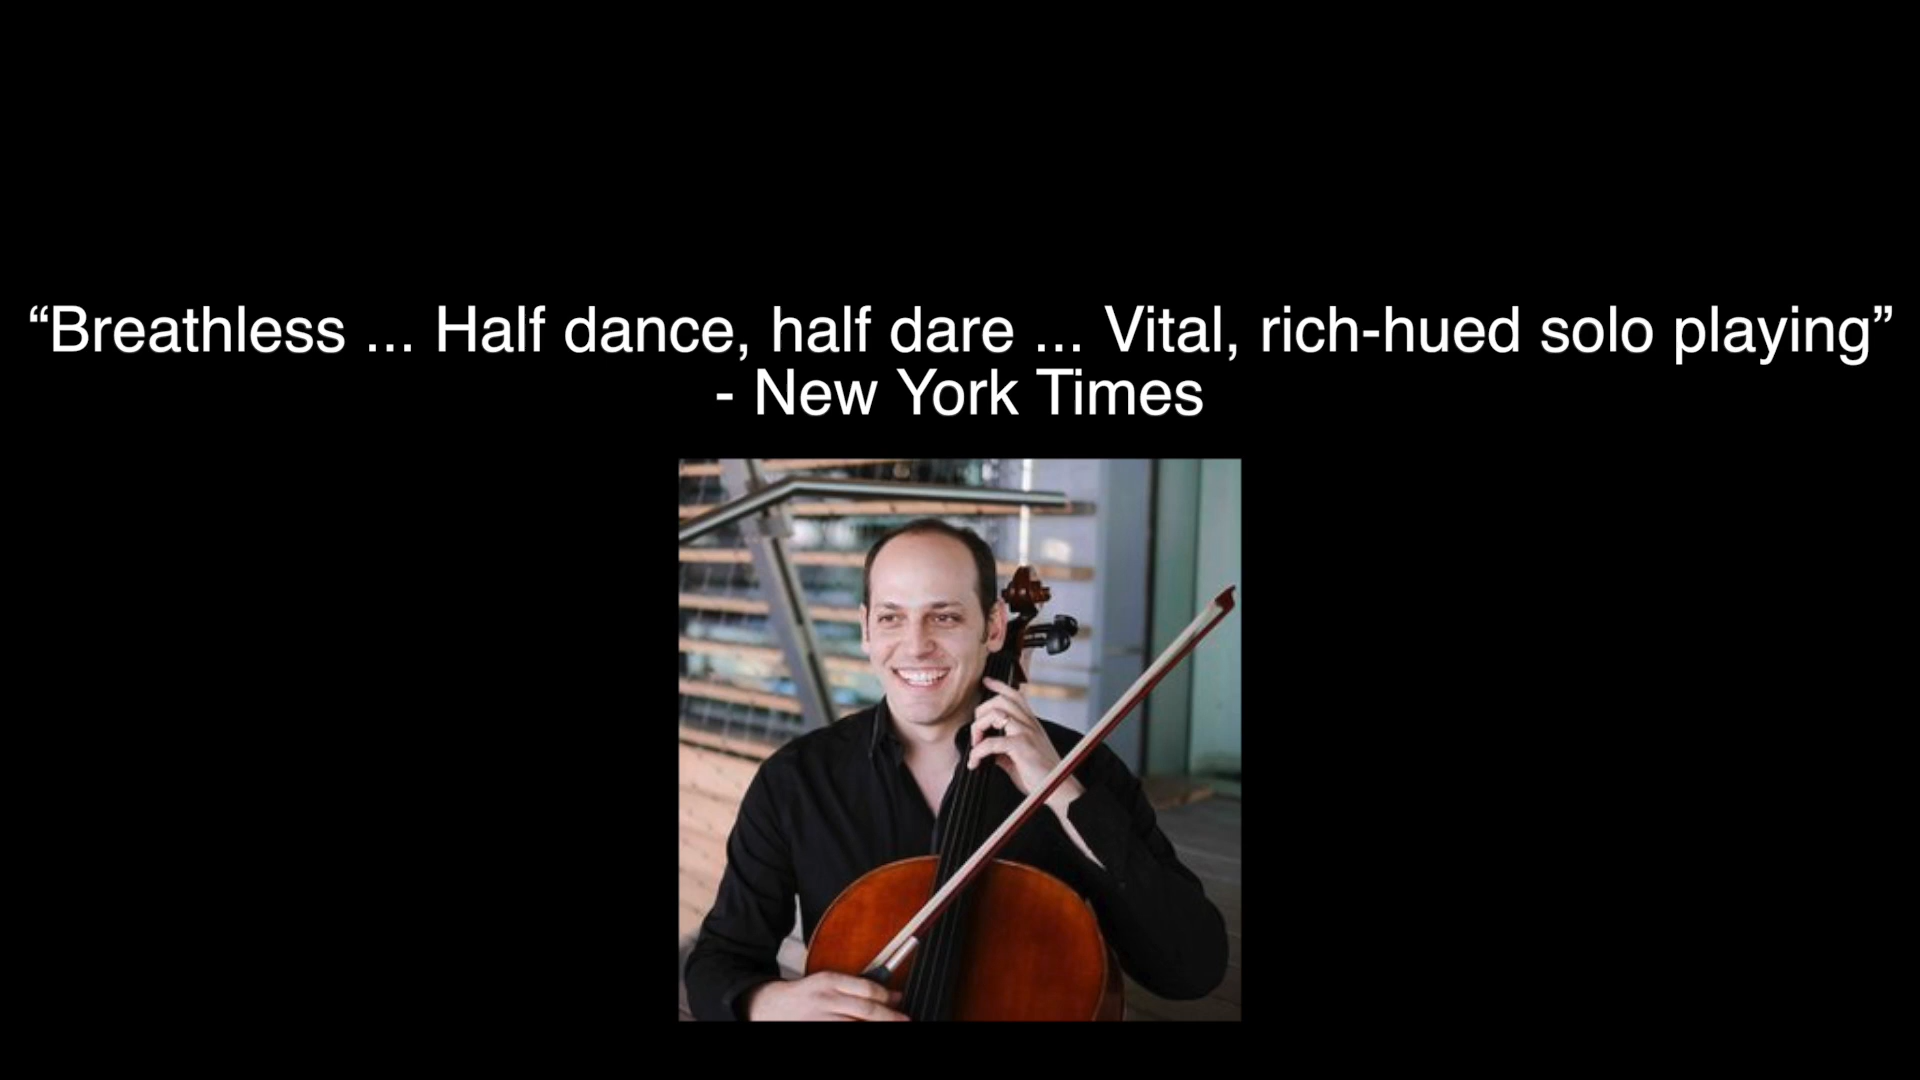 “Breathless ... Half dance, half dare ... Vital, rich-hued solo playing”
- New York Times